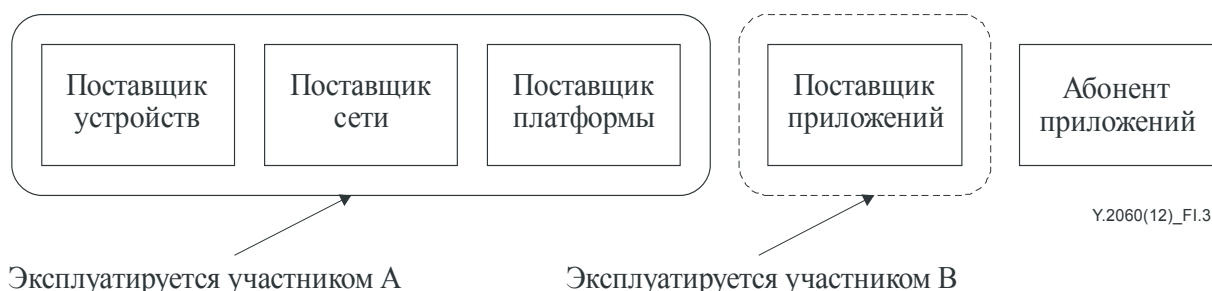 Поставщик
устройств
Поставщик
сети
Поставщик
платформы
Поставщик
приложений
Абонент
приложений
Y.2060(12)_FI.3
Эксплуатируется участником А
Эксплуатируется участником В